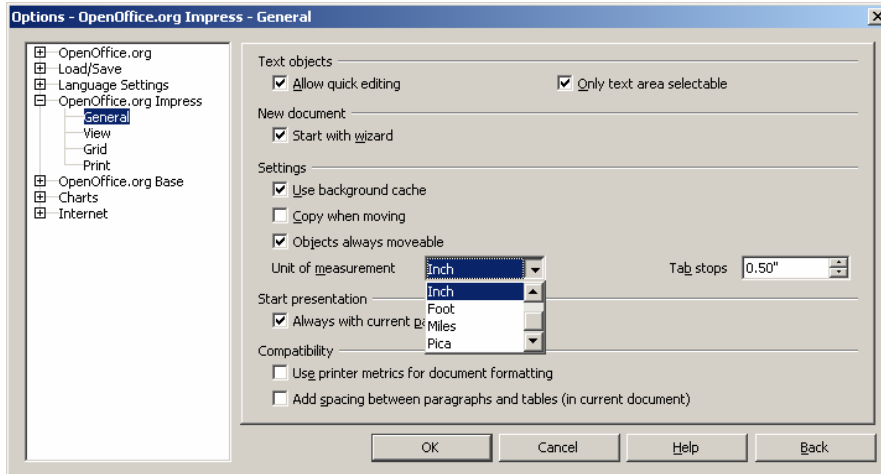 Options - OpenOffice.org Impress - General
OpenOffice.org
Load/Save
Language Settings
OpenOffice.org Impress
General
View
Grid
Print
OpenOffice.org Base
Charts
Internet
Text objects
Allow quick editing
Only text area selectable
New document
Start with wizard
Settings
Use background cache
Copy when moving
Objects always moveable
Unit of measurement Inch Tab stops 0.50"
Inch
Foot
Miles
Pica
Start presentation
Always with current
Compatibility
Use printer metrics for document formatting
Add spacing between paragraphs and tables (in current document)
OK Cancel Help Back